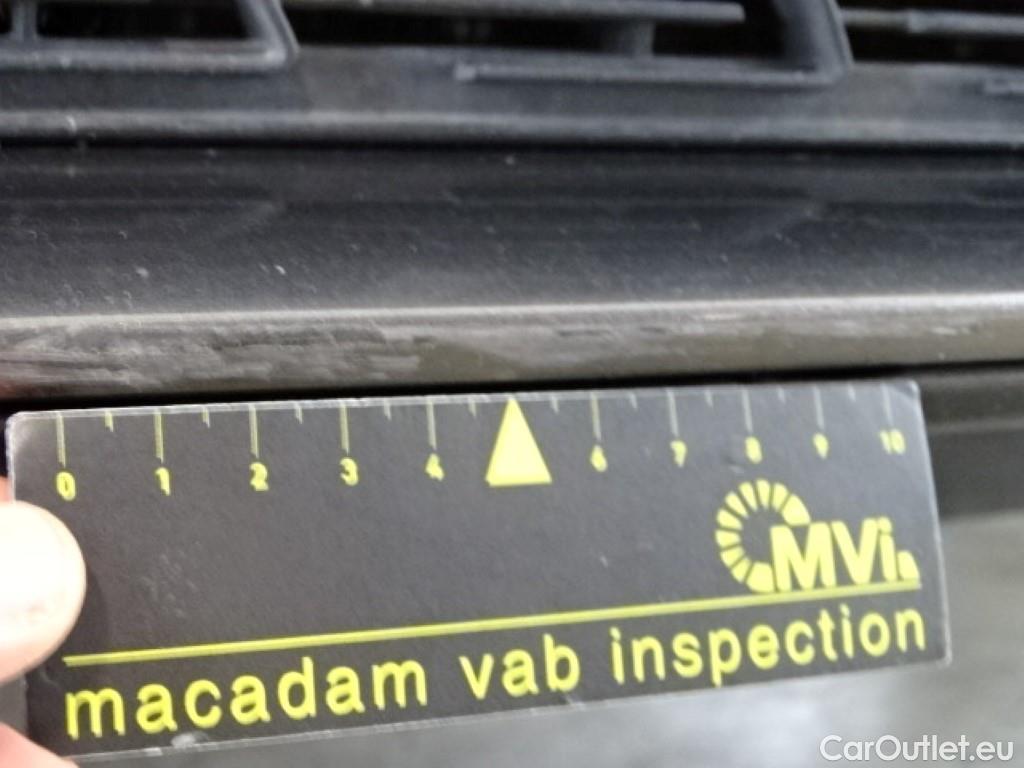 0 1 2 3 4 6 7 8 9 10
MVi.
macadam vab inspection
CarOutlet.eu